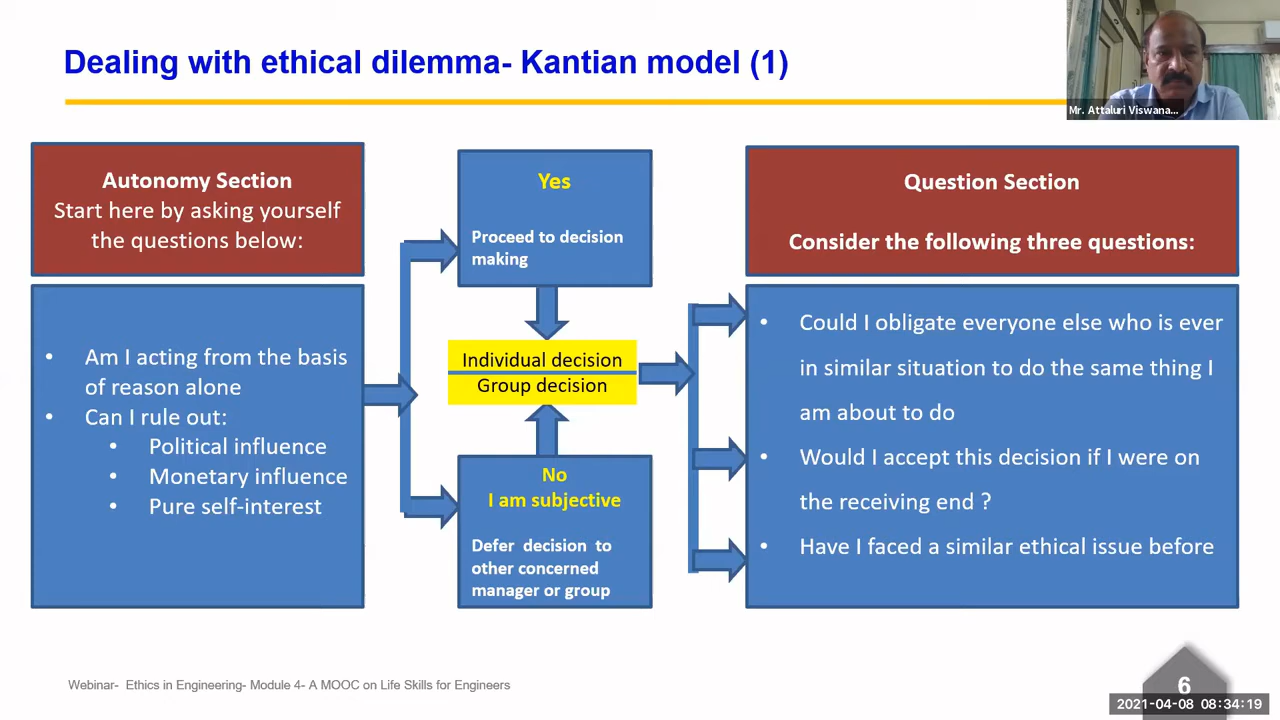 Dealing with ethical dilemma- Kantian model (1)
Mr. Attaluri Viswana...
Autonomy Section
Start here by asking yourself
the questions below:
• Am I acting from the basis
of reason alone
• Can I rule out:
• Political influence
• Monetary influence
• Pure self-interest
Yes
Proceed to decision
making
Individual decision
Group decision
No
I am subjective
Defer decision to
other concerned
manager or group
Question Section
Consider the following three questions:
• Could I obligate everyone else who is ever
in similar situation to do the same thing I
am about to do
• Would I accept this decision if I were on
the receiving end ?
• Have I faced a similar ethical issue before
Webinar- Ethics in Engineering- Module 4- A MOOC on Life Skills for Engineers
6
2021-04-08 08:34:19